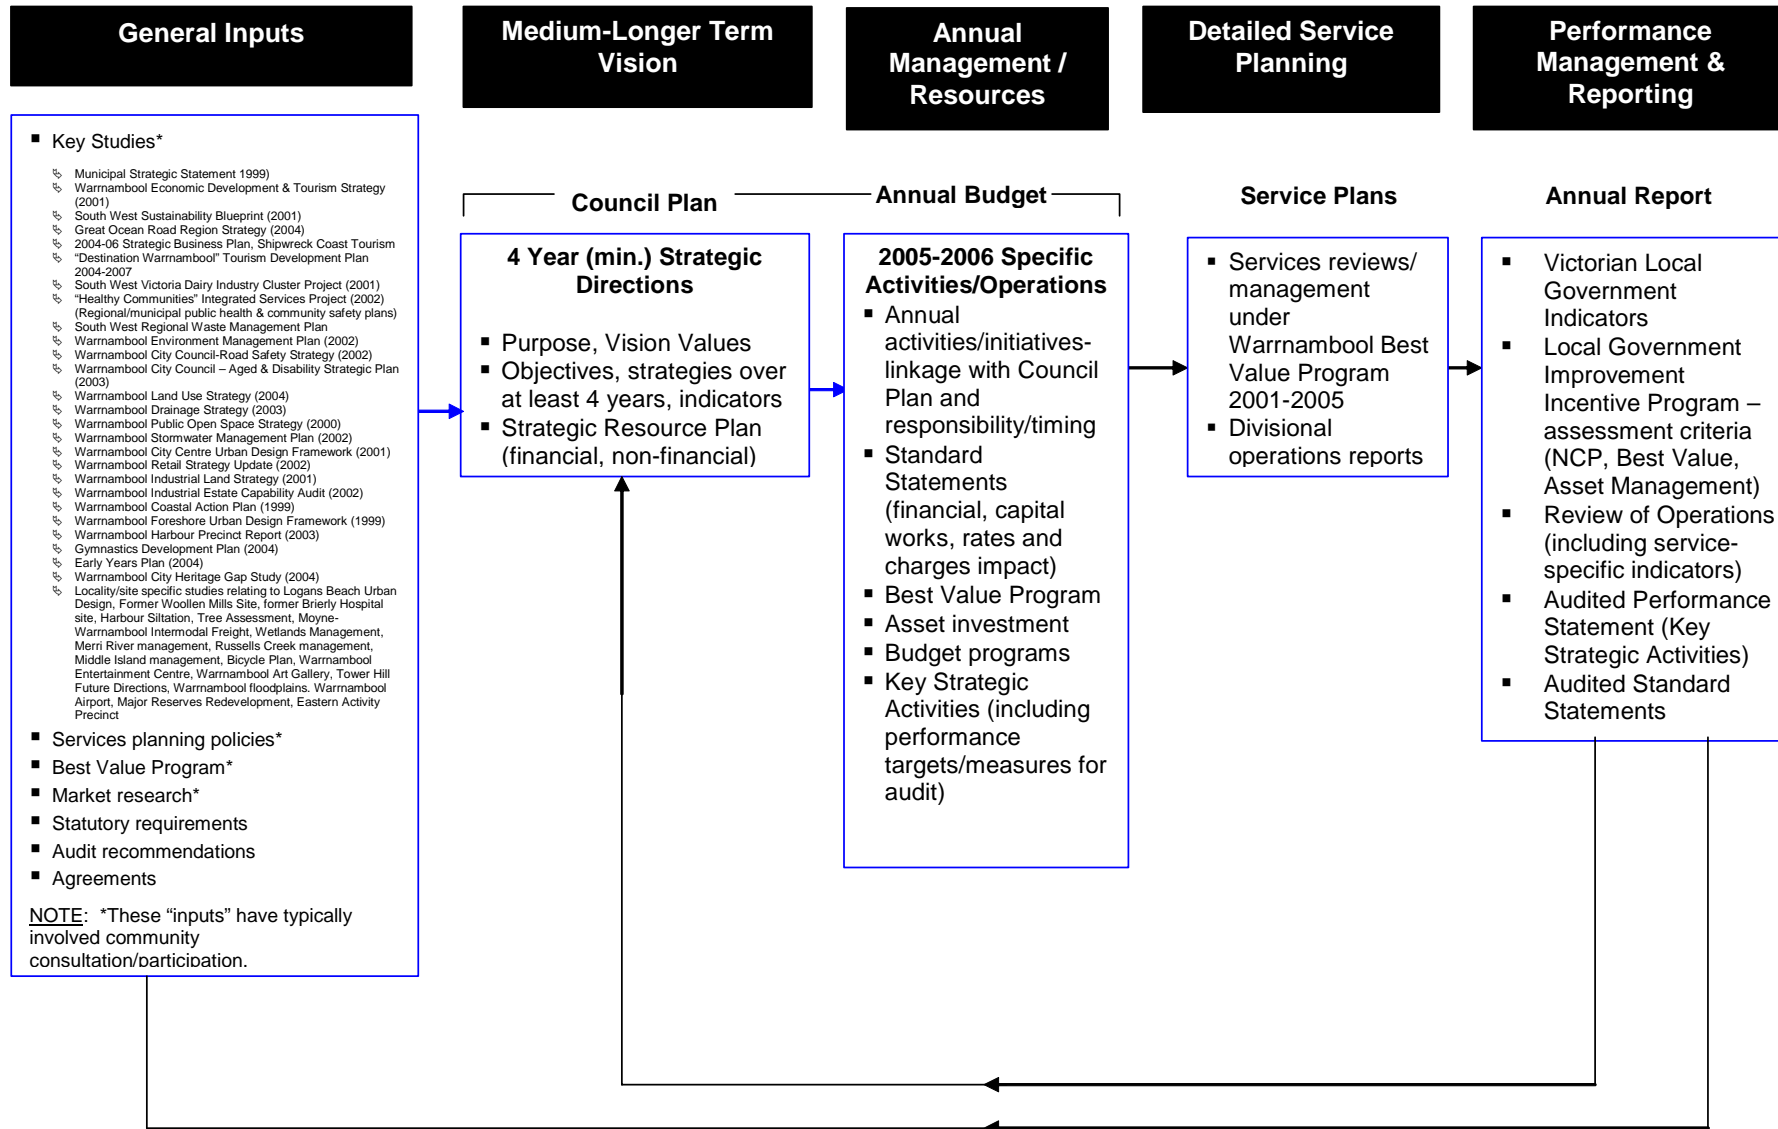 General Inputs
Medium-Longer Term
Vision
Annual
Management /
Resources
Detailed Service
Planning
Performance
Management &
Reporting
▪ Key Studies*
Municipal Strategic Statement 1999)
Warrnambool Economic Development & Tourism Strategy
(2001)
South West Sustainability Blueprint (2001)
Great Ocean Road Region Strategy (2004)
2004-06 Strategic Business Plan, Shipwreck Coast Tourism
“Destination Warrnambool” Tourism Development Plan
2004-2007
South West Victoria Dairy Industry Cluster Project (2001)
“Healthy Communities” Integrated Services Project (2002)
(Regional/municipal public health & community safety plans)
South West Regional Waste Management Plan
Warrnambool Environment Management Plan (2002)
Warrnambool City Council-Road Safety Strategy (2002)
Warrnambool City Council – Aged & Disability Strategic Plan
(2003)
Warrnambool Land Use Strategy (2004)
Warrnambool Drainage Strategy (2003)
Warrnambool Public Open Space Strategy (2000)
Warrnambool Stormwater Management Plan (2002)
Warrnambool City Centre Urban Design Framework (2001)
Warrnambool Retail Strategy Update (2002)
Warrnambool Industrial Land Strategy (2001)
Warrnambool Industrial Estate Capability Audit (2002)
Warrnambool Coastal Action Plan (1999)
Warrnambool Foreshore Urban Design Framework (1999)
Warrnambool Harbour Precinct Report (2003)
Gymnastics Development Plan (2004)
Early Years Plan (2004)
Warrnambool City Heritage Gap Study (2004)
Locality/site specific studies relating to Logans Beach Urban
Design, Former Woollen Mills Site, former Brierly Hospital
site, Harbour Siltation, Tree Assessment, Moyne-
Warrnambool Intermodal Freight, Wetlands Management,
Merri River management, Russells Creek management,
Middle Island management, Bicycle Plan, Warrnambool
Entertainment Centre, Warrnambool Art Gallery, Tower Hill
Future Directions, Warrnambool floodplains. Warrnambool
Airport, Major Reserves Redevelopment, Eastern Activity
Precinct
▪ Services planning policies*
▪ Best Value Program*
▪ Market research*
▪ Statutory requirements
▪ Audit recommendations
▪ Agreements
NOTE: *These “inputs” have typically
involved community
consultation/participation.
Council Plan
4 Year (min.) Strategic
Directions
▪ Purpose, Vision Values
▪ Objectives, strategies over
at least 4 years, indicators
▪ Strategic Resource Plan
(financial, non-financial)
Annual Budget
2005-2006 Specific
Activities/Operations
▪ Annual
activities/initiatives-
linkage with Council
Plan and
responsibility/timing
▪ Standard
Statements
(financial, capital
works, rates and
charges impact)
▪ Best Value Program
▪ Asset investment
▪ Budget programs
▪ Key Strategic
Activities (including
performance
targets/measures for
audit)
Service Plans
▪ Services reviews/
management
under
Warrnambool Best
Value Program
2001-2005
▪ Divisional
operations reports
Annual Report
▪ Victorian Local
Government
Indicators
▪ Local Government
Improvement
Incentive Program –
assessment criteria
(NCP, Best Value,
Asset Management)
▪ Review of Operations
(including service-
specific indicators)
▪ Audited Performance
Statement (Key
Strategic Activities)
▪ Audited Standard
Statements